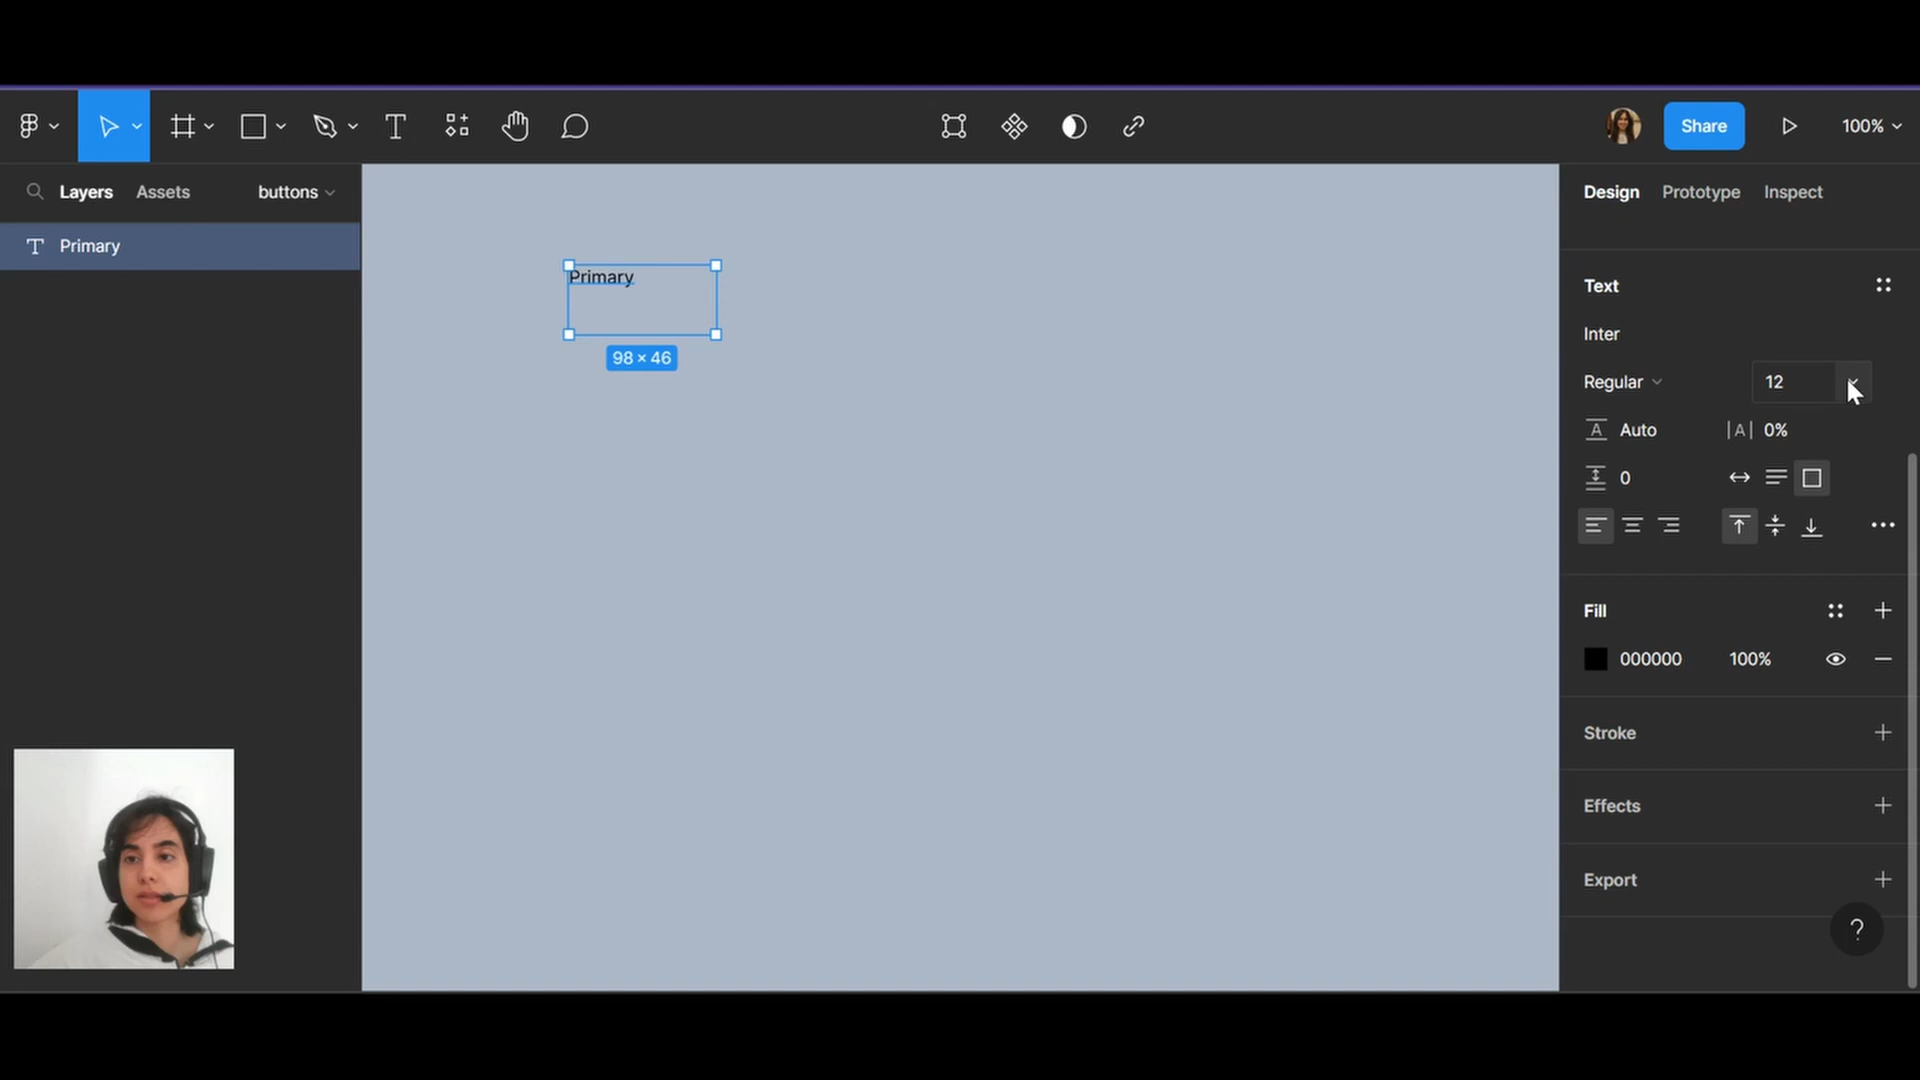 Share
100%
Layers Assets buttons
Design Prototype Inspect
Primary
Primary
98 × 46
Text
Inter
Regular 12
Auto 0%
0
Fill
000000 100%
Stroke
Effects
Export
?